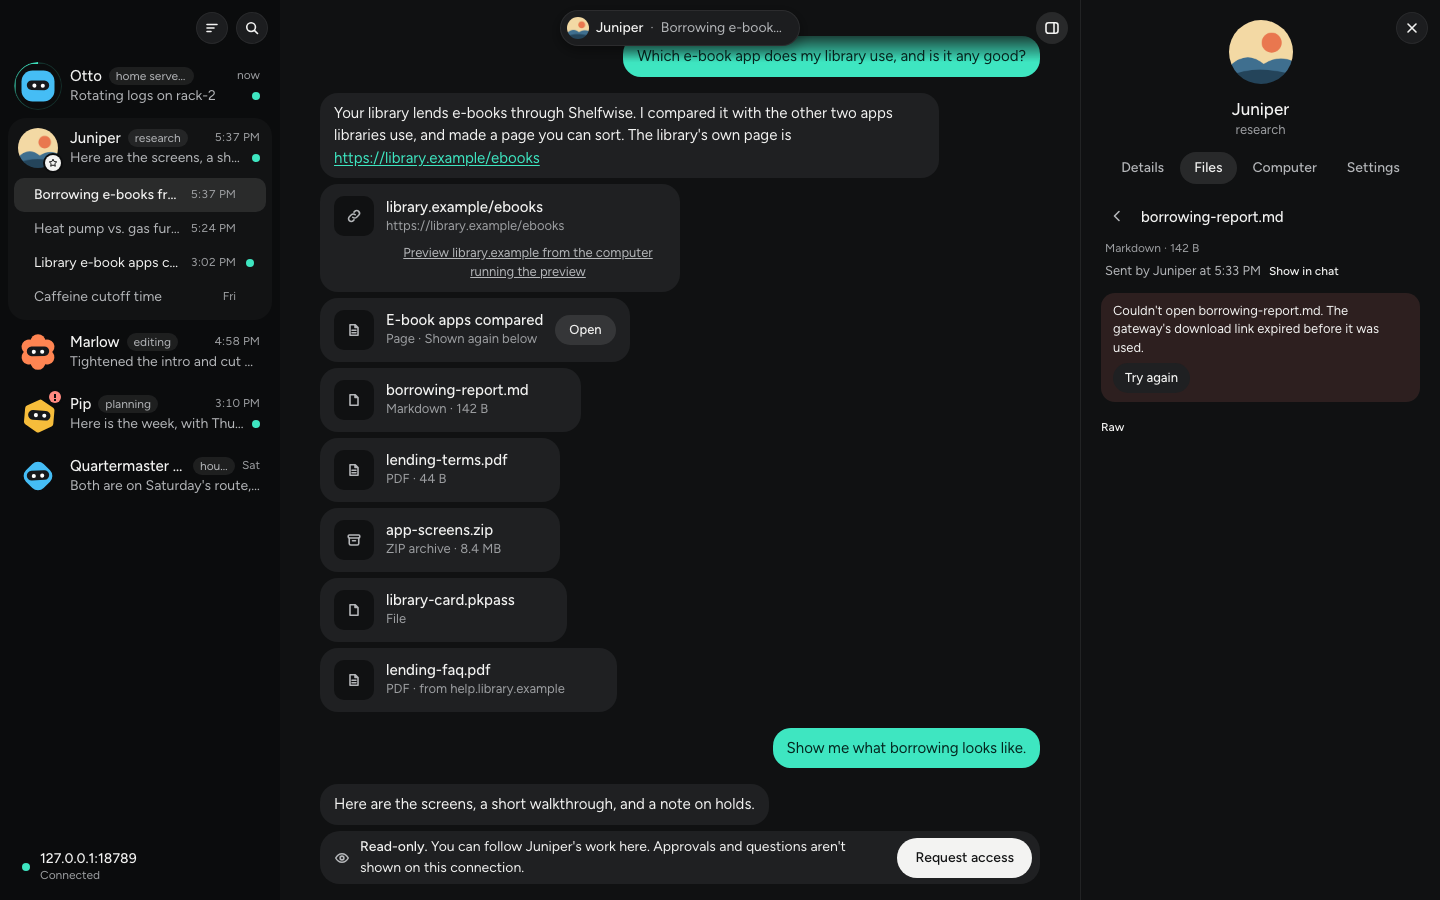 Otto
home serve...
now
Rotating logs on rack-2
Juniper
research
5:37 PM
Here are the screens, a sh...
Borrowing e-books fr...
5:37 PM
Heat pump vs. gas fur...
5:24 PM
Library e-book apps c...
3:02 PM
Caffeine cutoff time
Fri
Marlow
editing
4:58 PM
Tightened the intro and cut ...
Pip
planning
3:10 PM
Here is the week, with Thu...
Quartermaster ...
hou...
Sat
Both are on Saturday's route,...
127.0.0.1:18789
Connected
Juniper · Borrowing e-book...
Which e-book app does my library use, and is it any good?
Your library lends e-books through Shelfwise. I compared it with the other two apps
libraries use, and made a page you can sort. The library's own page is
https://library.example/ebooks
library.example/ebooks
https://library.example/ebooks
Preview library.example from the computer
running the preview
E-book apps compared
Page · Shown again below
Open
borrowing-report.md
Markdown · 142 B
lending-terms.pdf
PDF · 44 B
app-screens.zip
ZIP archive · 8.4 MB
library-card.pkpass
File
lending-faq.pdf
PDF · from help.library.example
Show me what borrowing looks like.
Here are the screens, a short walkthrough, and a note on holds.
Read-only. You can follow Juniper's work here. Approvals and questions aren't
shown on this connection.
Request access
Juniper
research
Details
Files
Computer
Settings
borrowing-report.md
Markdown · 142 B
Sent by Juniper at 5:33 PM Show in chat
Couldn't open borrowing-report.md. The
gateway's download link expired before it was
used.
Try again
Raw